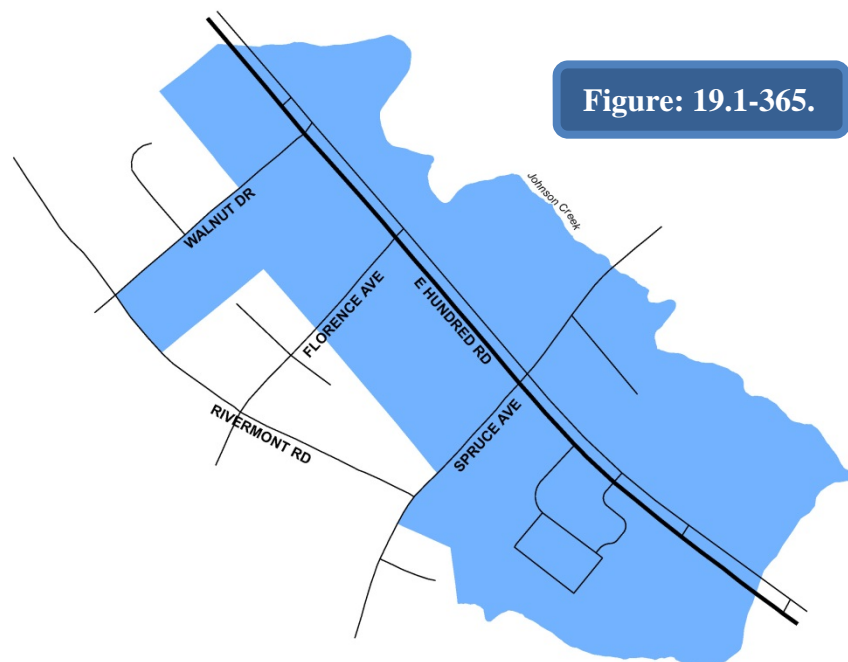 Figure: 19.1-365.
Johnson Creek
WALNUT DR
FLORENCE AVE
E HUNDRED RD
RIVERMONT RD
SPRUCE AVE